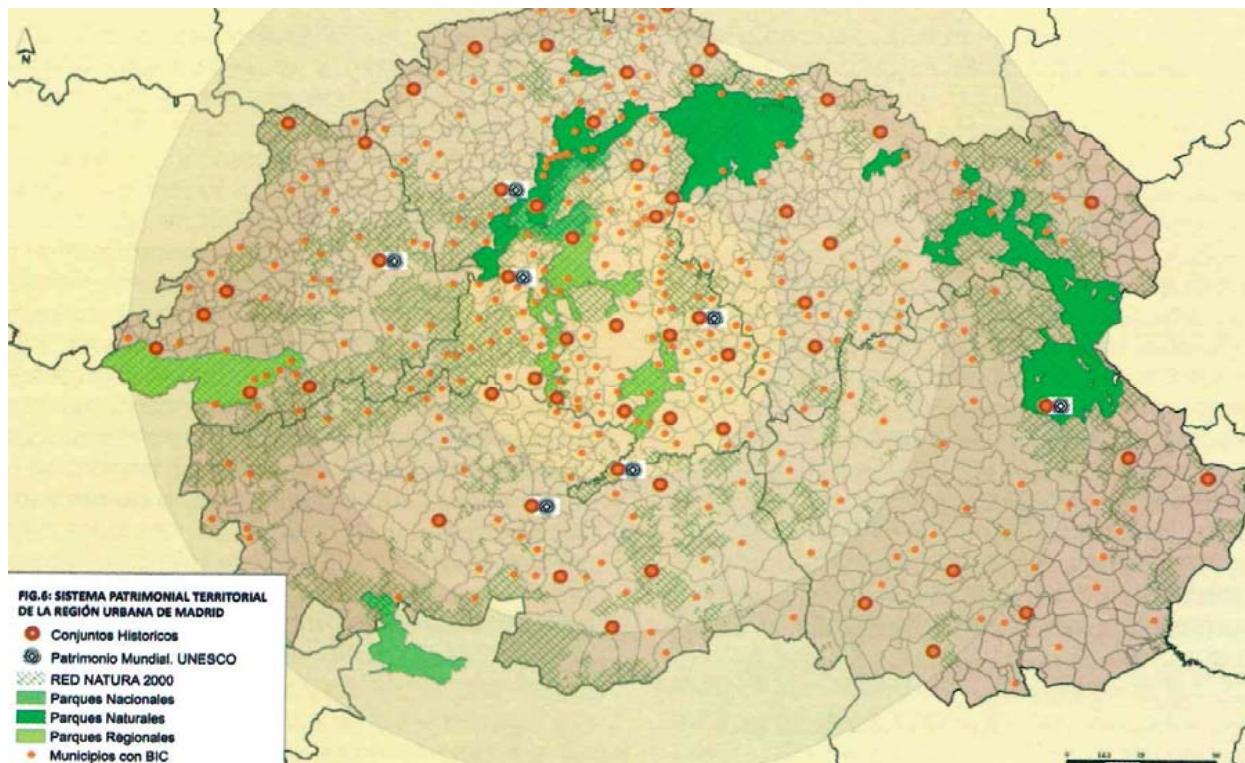 N
FIG.6: SISTEMA PATRIMONIAL TERRITORIAL
DE LA REGIÓN URBANA DE MADRID
Conjuntos Historicos
Patrimonio Mundial. UNESCO
RED NATURA 2000
Parques Nacionales
Parques Naturales
Parques Regionales
Municipios con BIC
0